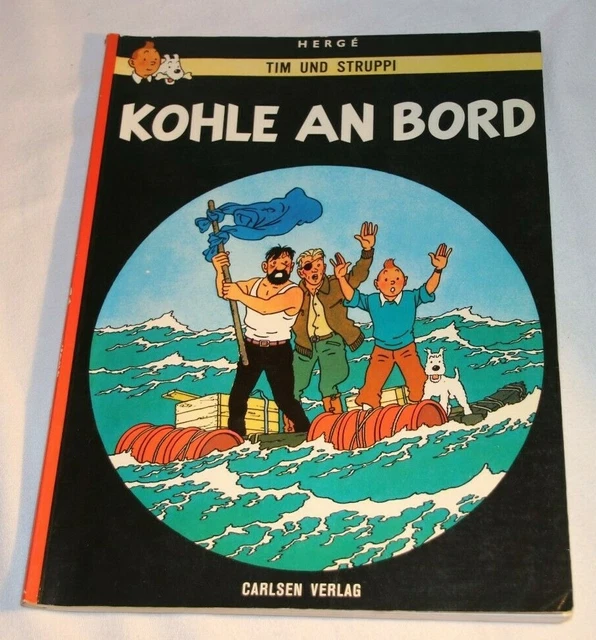 HERGÉ
TIM UND STRUPPI
KOHLE AN BORD
CARLSEN VERLAG